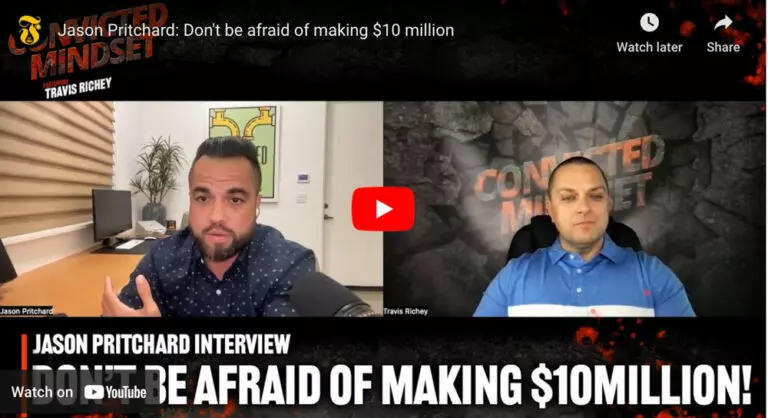 Jason Pritchard: Don't be afraid of making $10 million
Watch later
Share
CONVICTED
MINDSET
FEATURING
TRAVIS RICHEY
CONVICTED
Jason Pritchard
Travis Richey
JASON PRITCHARD INTERVIEW
DON'T BE AFRAID OF MAKING $10MILLION!
Watch on YouTube